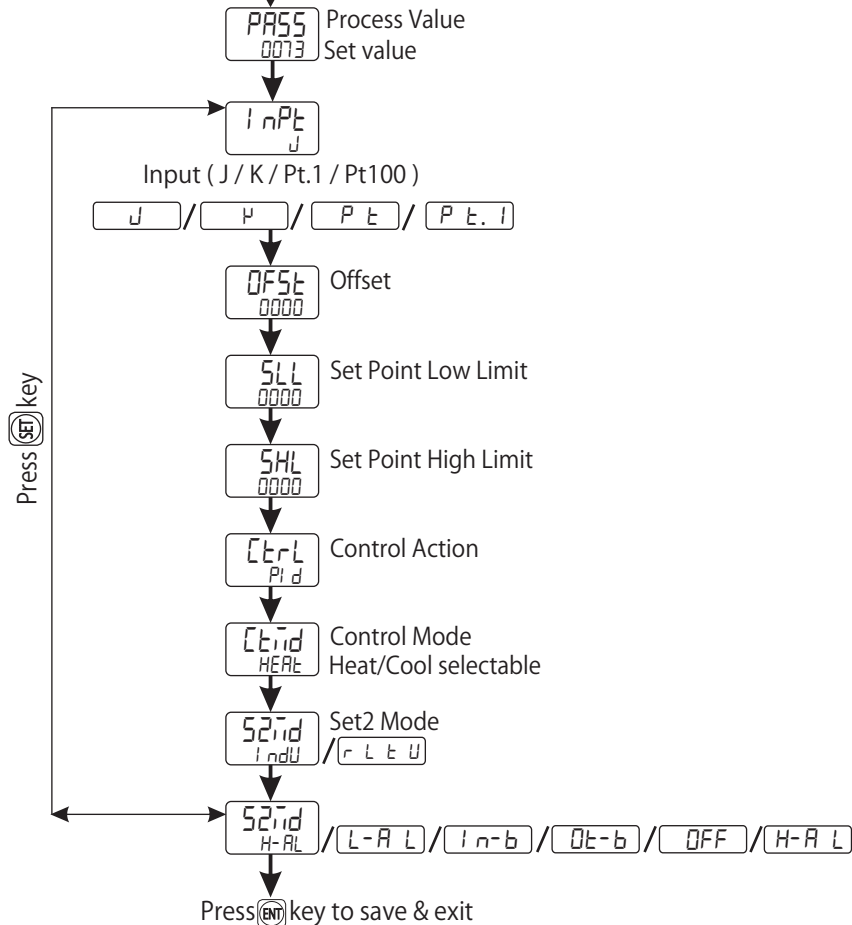 PASS Process Value
0073 Set value
InPt
J
Input ( J / K / Pt.1 / Pt100 )
J / K / Pt / Pt.1
OFSt Offset
0000
SLL Set Point Low Limit
0000
SHL Set Point High Limit
0000
CtrL Control Action
PId
Ctmd Control Mode
HEAt Heat/Cool selectable
S2md Set2 Mode
IndU / rLtU
S2md
H-AL / L-AL / In-b / Ot-b / OFF / H-AL
Press SET key
Press ENT key to save & exit